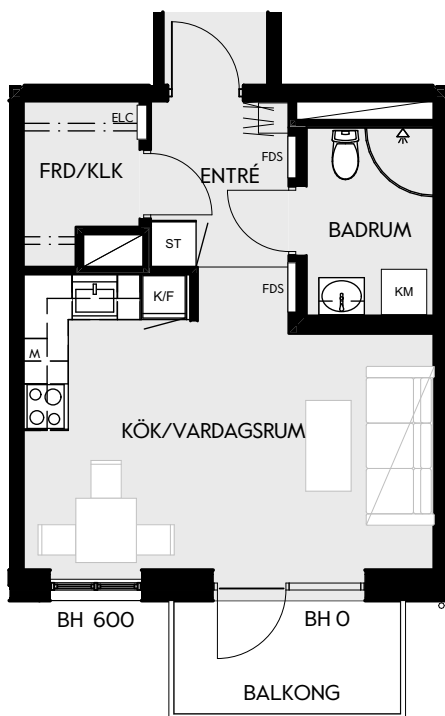 ELC
FRD/KLK
ENTRÉ
FDS
BADRUM
ST
K/F
FDS
KM
M
KÖK/VARDAGSRUM
BH 600
BH 0
BALKONG